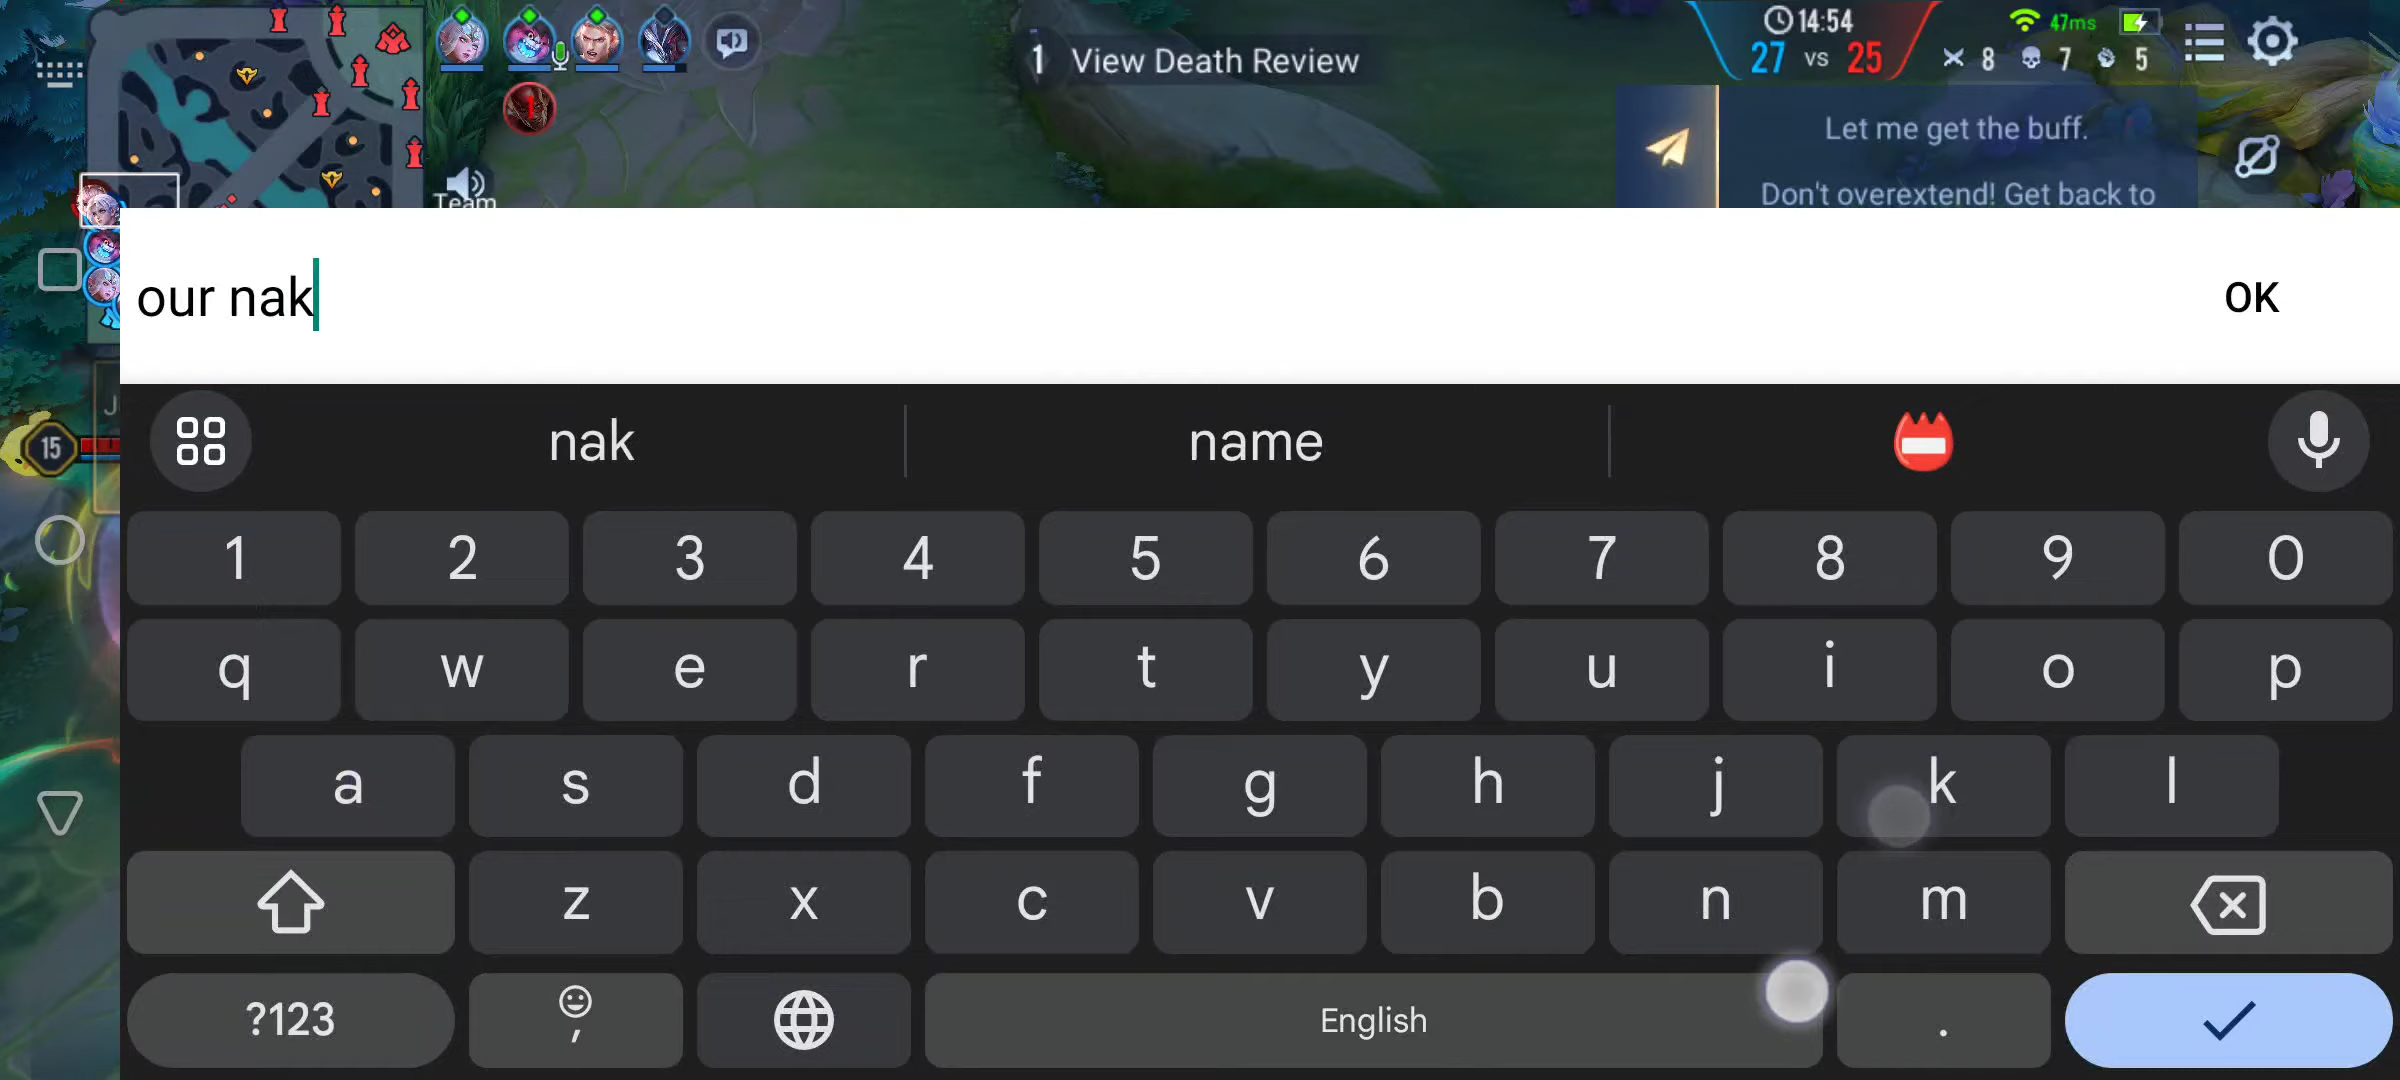 14:54
47ms
27 vs 25
8 7 5
1 View Death Review
Let me get the buff.
Don't overextend! Get back to
Team
our nak
OK
15
nak name
1 2 3 4 5 6 7 8 9 0
q w e r t y u i o p
a s d f g h j k l
z x c v b n m
?123 , English .